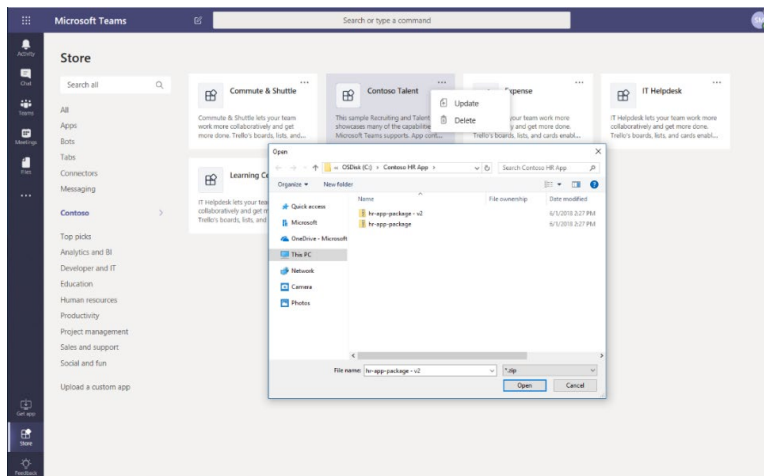 Microsoft Teams
Search or type a command
Activity
Chat
Teams
Meetings
Files
Get app
Store
Feedback
Store
Search all
All
Apps
Bots
Tabs
Connectors
Messaging
Contoso
Top picks
Analytics and BI
Developer and IT
Education
Human resources
Productivity
Project management
Sales and support
Social and fun
Upload a custom app
Commute & Shuttle
Commute & Shuttle lets your team
work more collaboratively and get
more done. Trello's boards, lists, and...
Contoso Talent
This sample Recruiting and Talent
showcases many of the capabilities
Microsoft Teams supports. App cont...
Update
Delete
Expense
your team work more
and get more done.
Trello's boards, lists, and cards enabl...
IT Helpdesk
IT Helpdesk lets your team work more
collaboratively and get more done.
Trello's boards, lists, and cards enabl...
Learning
IT Helpdesk lets your
collaboratively and get
Trello's boards, lists, and
Open
OSDisk (C:) > Contoso HR App >
Search Contoso HR App
Organize
New folder
Name
File ownership
Date modified
Quick access
Microsoft
OneDrive - Microsoft
This PC
Network
Camera
Photos
hr-app-package - v2
6/1/2018 2:27 PM
hr-app-package
6/1/2018 2:27 PM
File name: hr-app-package - v2
*.zip
Open
Cancel